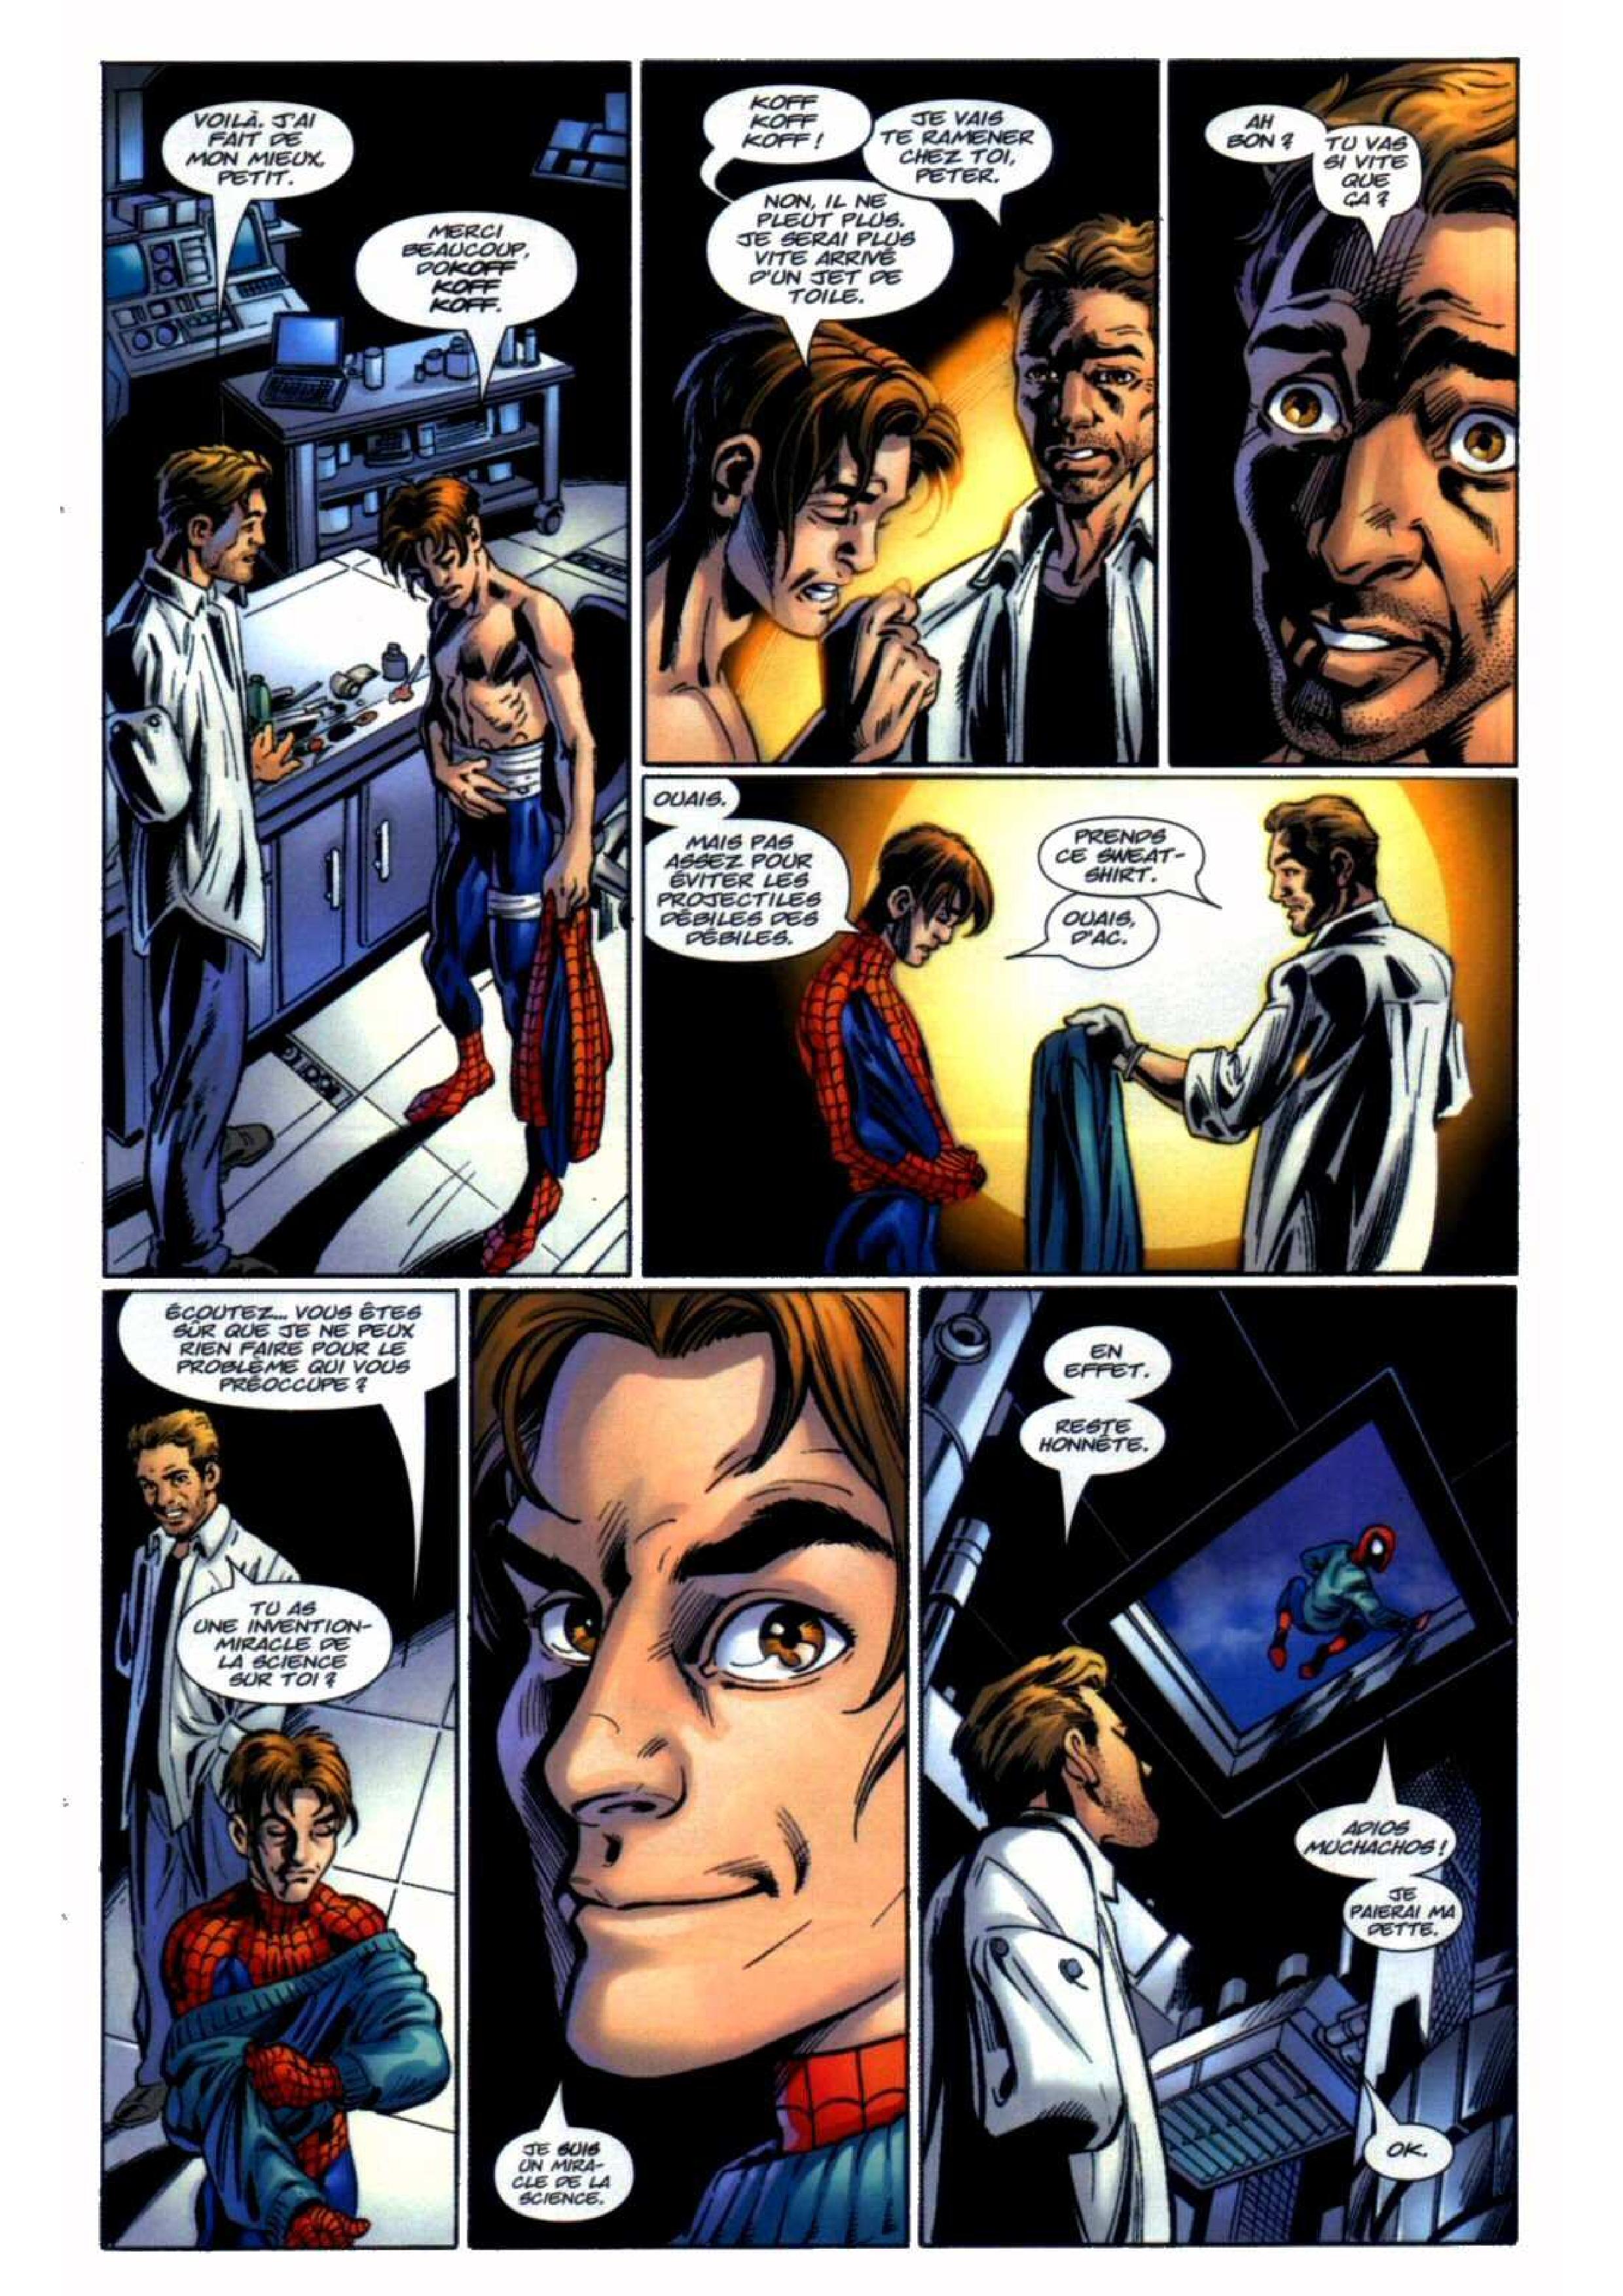 VOILÀ. J'AI
FAIT DE
MON MIEUX,
PETIT.
MERCI
BEAUCOUP,
DOKOFF
KOFF
KOFF.
KOFF
KOFF
KOFF !
JE VAIS
TE RAMENER
CHEZ TOI,
PETER.
NON, IL NE
PLEUT PLUS.
JE SERAI PLUS
VITE ARRIVÉ
D'UN JET DE
TOILE.
AH
BON ?
TU VAS
SI VITE
QUE
ÇA ?
OUAIS.
MAIS PAS
ASSEZ POUR
ÉVITER LES
PROJECTILES
DÉBILES DES
DÉBILES.
PRENDS
CE SWEAT-
SHIRT.
OUAIS,
D'AC.
ÉCOUTEZ... VOUS ÊTES
SÛR QUE JE NE PEUX
RIEN FAIRE POUR LE
PROBLÈME QUI VOUS
PRÉOCCUPE ?
TU AS
UNE INVENTION-
MIRACLE DE
LA SCIENCE
SUR TOI ?
JE SUIS
UN MIRA-
CLE DE LA
SCIENCE.
EN
EFFET.
RESTE
HONNÊTE.
ADIOS
MUCHACHOS !
JE
PAIERAI MA
DETTE.
OK.